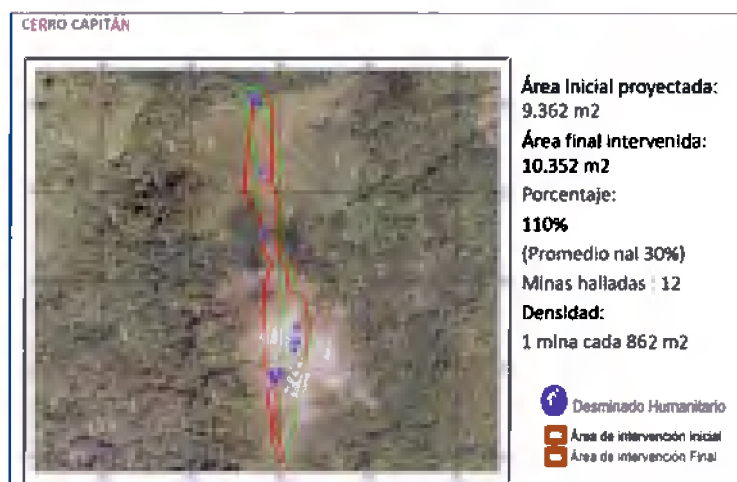 CERRO CAPITÁN
Área Inicial proyectada:
9.362 m2
Área final intervenida:
10.352 m2
Porcentaje:
110%
(Promedio nal 30%)
Minas halladas : 12
Densidad:
1 mina cada 862 m2
Desminado Humanitario
Área de intervención Inicial
Área de intervención Final